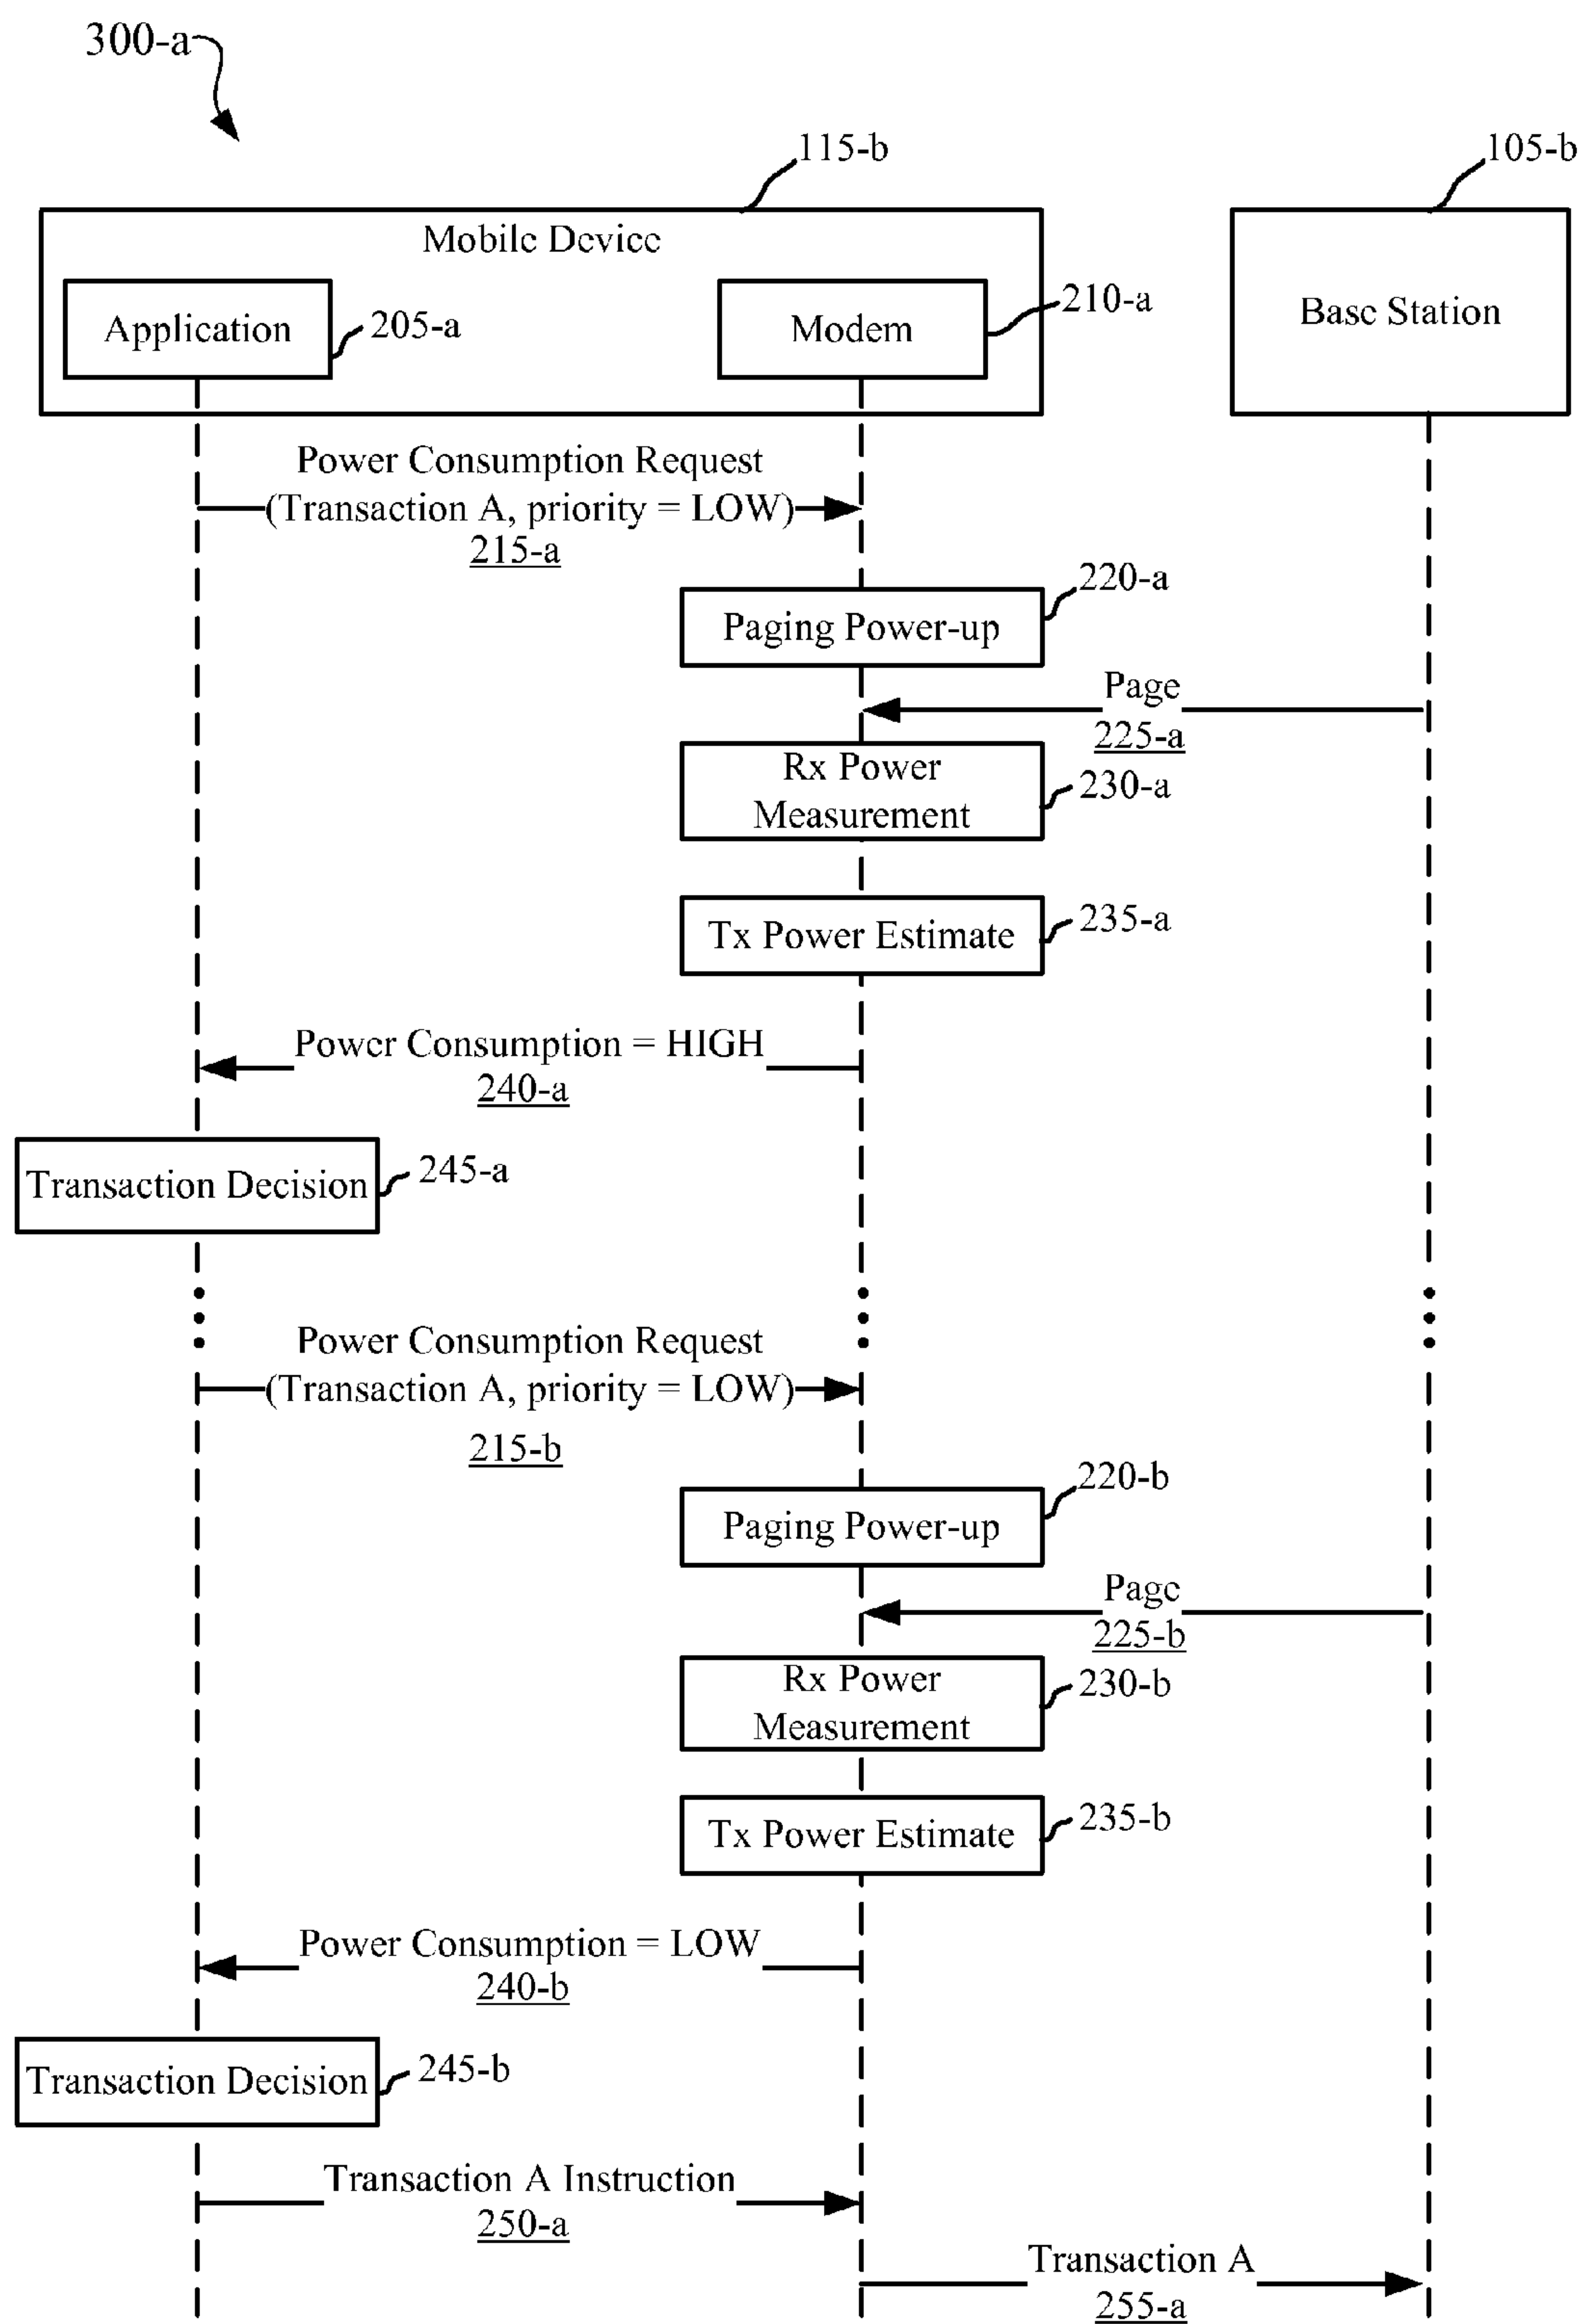 300-a
115-b
105-b
Mobile Device
Application
205-a
Modem
210-a
Base Station
Power Consumption Request
(Transaction A, priority = LOW)
215-a
220-a
Paging Power-up
Page
225-a
Rx Power
Measurement
230-a
Tx Power Estimate
235-a
Power Consumption = HIGH
240-a
Transaction Decision
245-a
Power Consumption Request
(Transaction A, priority = LOW)
215-b
220-b
Paging Power-up
Page
225-b
Rx Power
Measurement
230-b
Tx Power Estimate
235-b
Power Consumption = LOW
240-b
Transaction Decision
245-b
Transaction A Instruction
250-a
Transaction A
255-a